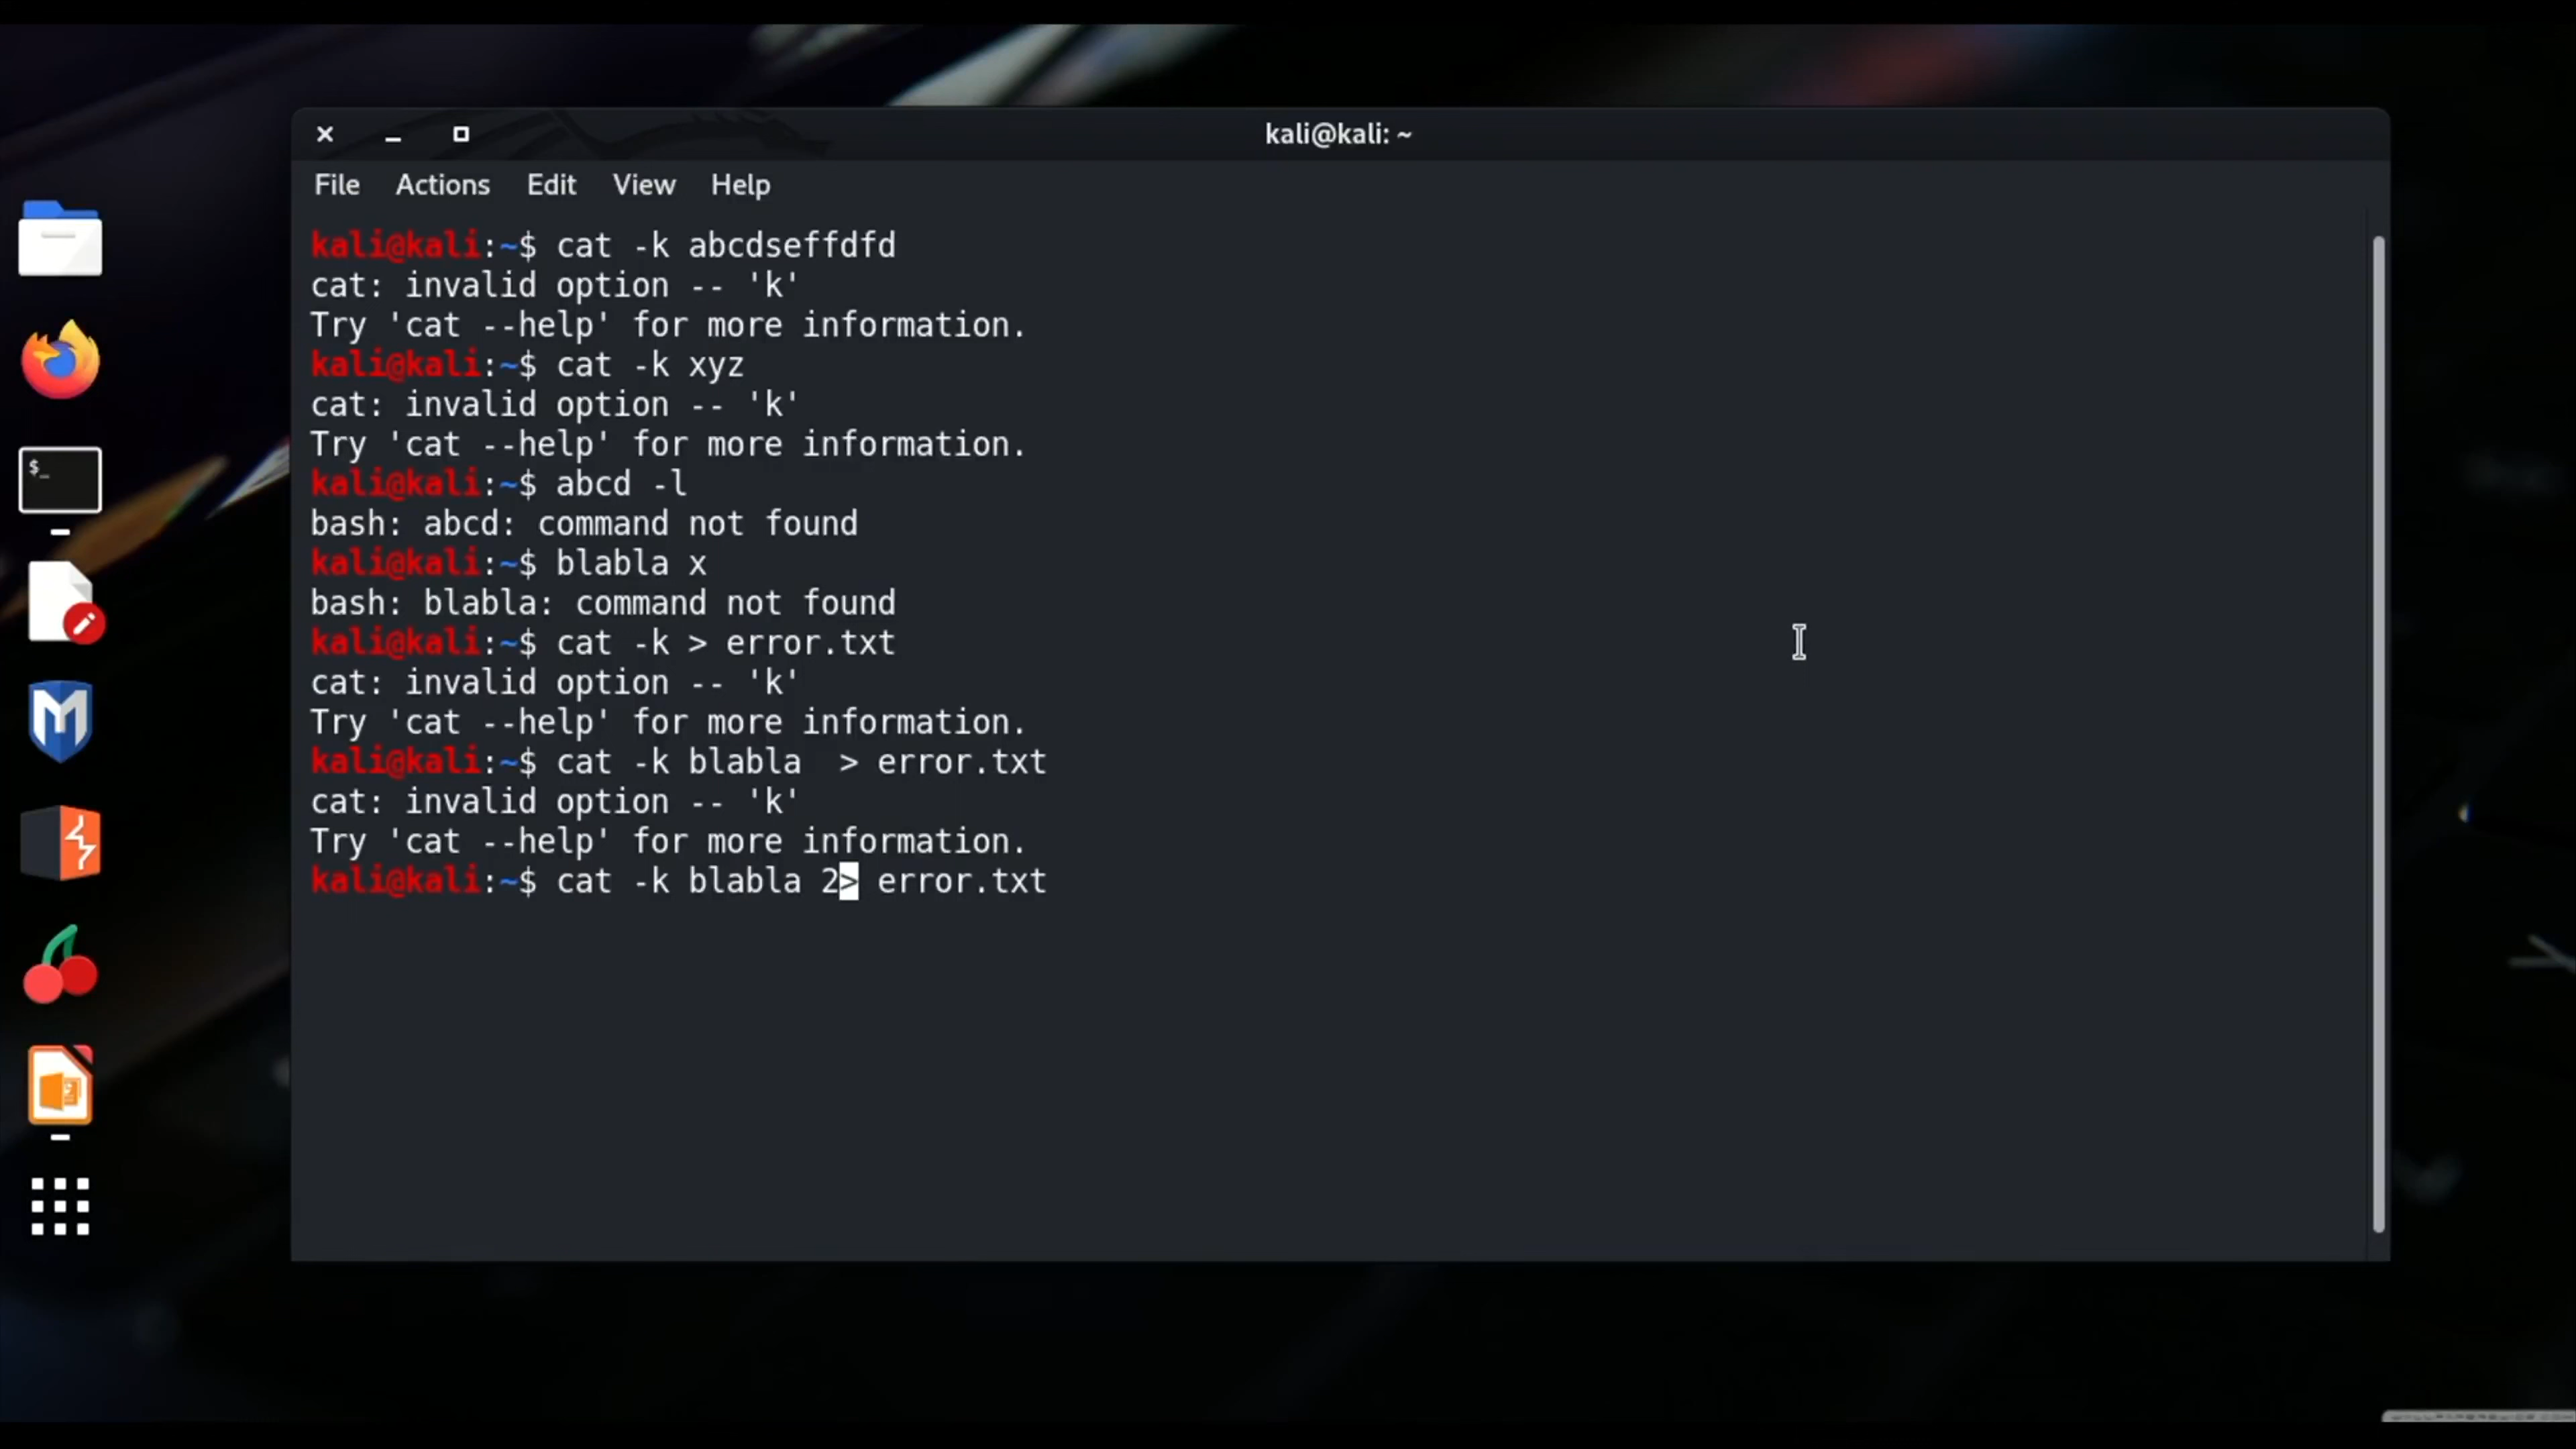 kali@kali: ~
File Actions Edit View Help
kali@kali:~$ cat -k abcdseffdfd
cat: invalid option -- 'k'
Try 'cat --help' for more information.
kali@kali:~$ cat -k xyz
cat: invalid option -- 'k'
Try 'cat --help' for more information.
kali@kali:~$ abcd -l
bash: abcd: command not found
kali@kali:~$ blabla x
bash: blabla: command not found
kali@kali:~$ cat -k > error.txt
cat: invalid option -- 'k'
Try 'cat --help' for more information.
kali@kali:~$ cat -k blabla  > error.txt
cat: invalid option -- 'k'
Try 'cat --help' for more information.
kali@kali:~$ cat -k blabla 2> error.txt
$_